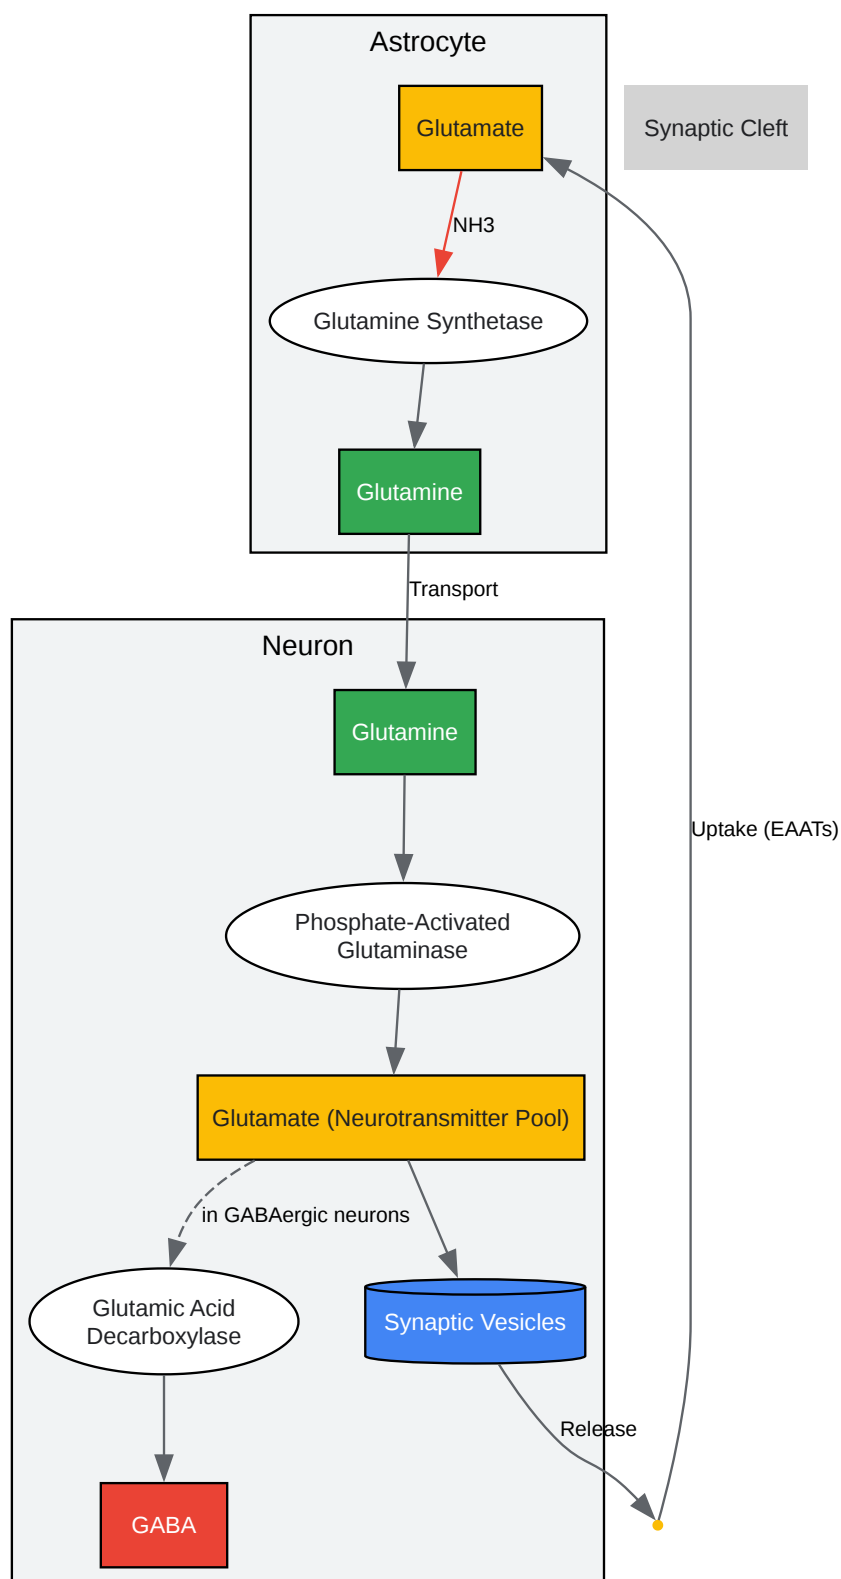 Astrocyte
Glutamate
Synaptic Cleft
NH3
Glutamine Synthetase
Glutamine
Transport
Neuron
Glutamine
Uptake (EAATs)
Phosphate-Activated
Glutaminase
Glutamate (Neurotransmitter Pool)
in GABAergic neurons
Glutamic Acid
Decarboxylase
Synaptic Vesicles
Release
GABA